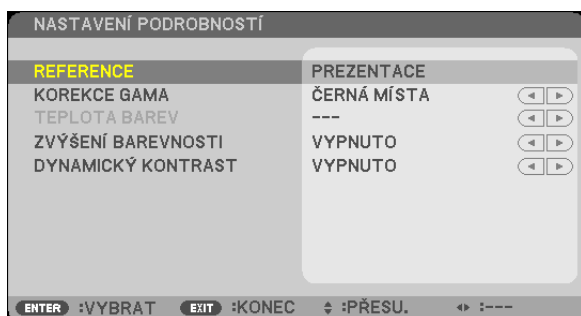 NASTAVENÍ PODROBNOSTÍ
REFERENCE PREZENTACE
KOREKCE GAMA ČERNÁ MÍSTA
TEPLOTA BAREV ---
ZVÝŠENÍ BAREVNOSTI VYPNUTO
DYNAMICKÝ KONTRAST VYPNUTO
ENTER :VYBRAT EXIT :KONEC :PŘESU. :---